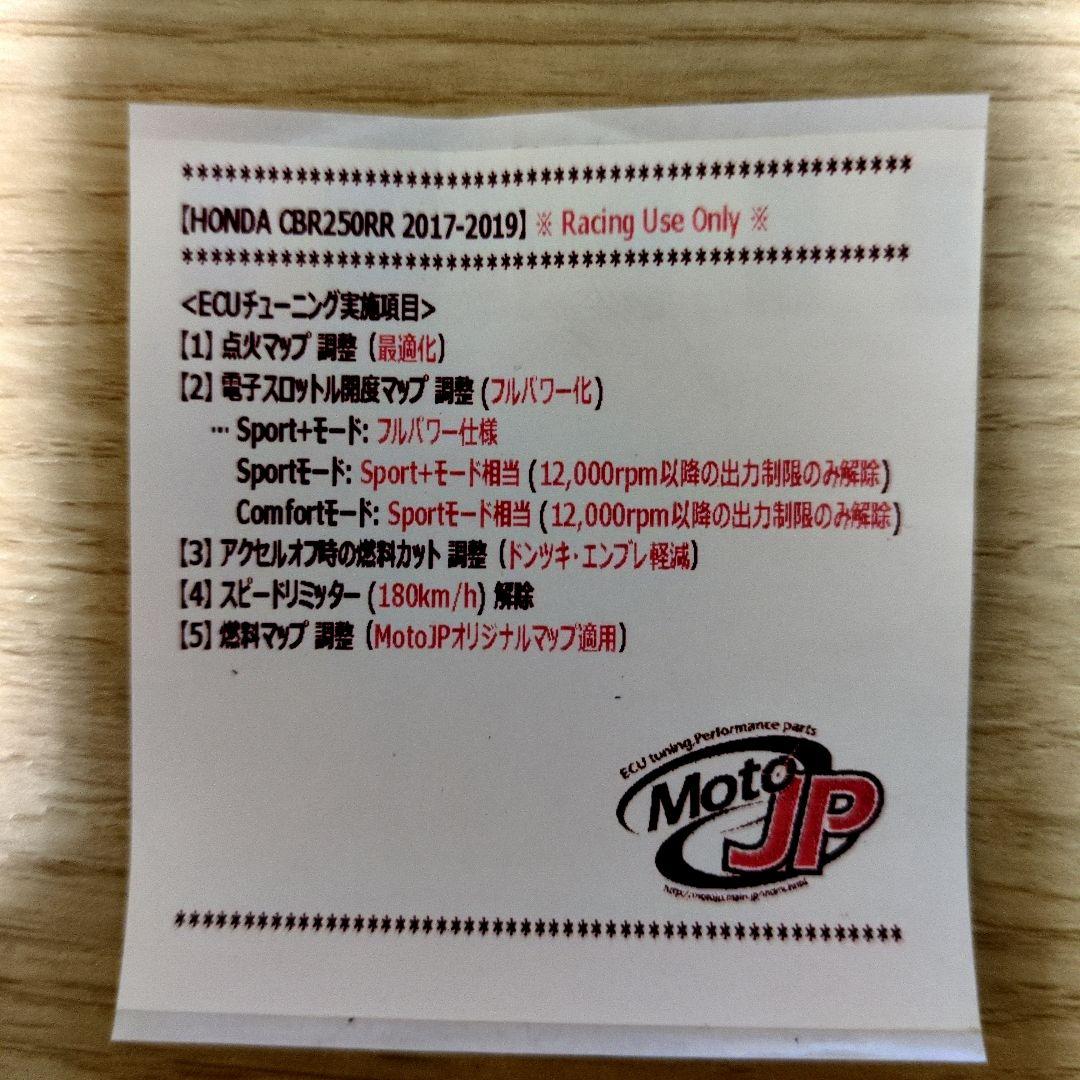 ****************************************************
【HONDA CBR250RR 2017-2019】 ※ Racing Use Only ※
****************************************************
<ECUチューニング実施項目>
【1】 点火マップ 調整 (最適化)
【2】 電子スロットル開度マップ 調整 (フルパワー化)
… Sport+モード: フルパワー仕様
Sportモード: Sport+モード相当 (12,000rpm以降の出力制限のみ解除)
Comfortモード: Sportモード相当 (12,000rpm以降の出力制限のみ解除)
【3】 アクセルオフ時の燃料カット 調整 (ドンツキ・エンブレ軽減)
【4】 スピードリミッター (180km/h) 解除
【5】 燃料マップ 調整 (MotoJPオリジナルマップ適用)
ECU tuning,Performance parts
Moto JP
****************************************************